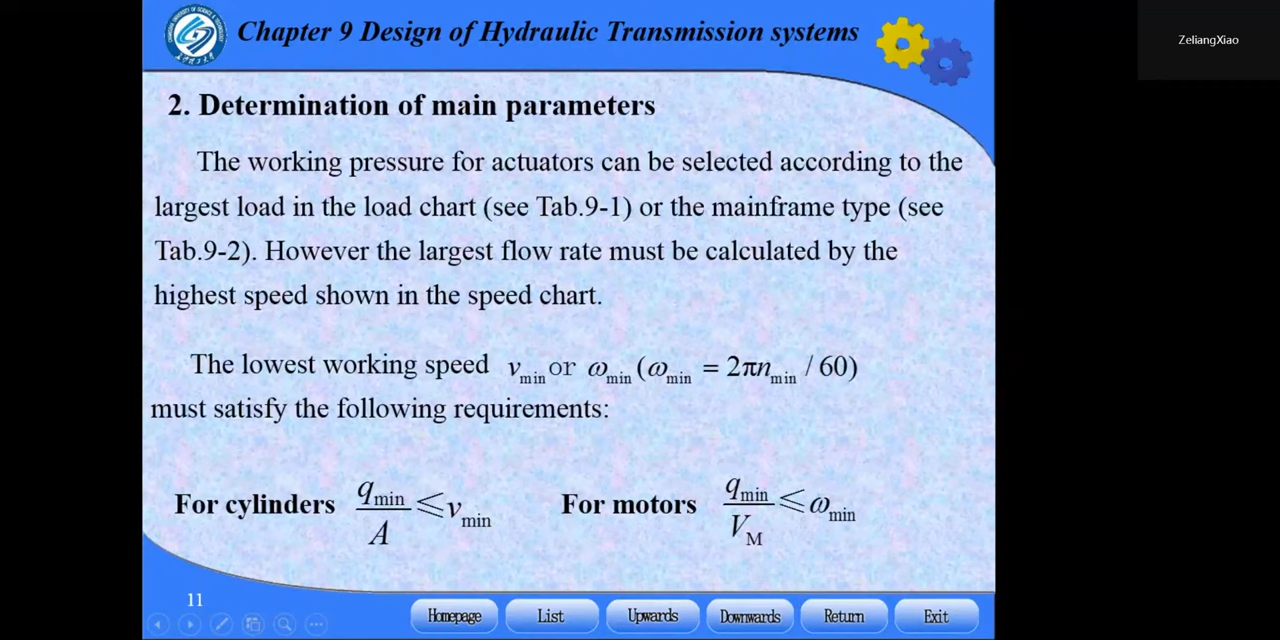 Chapter 9 Design of Hydraulic Transmission systems
ZeliangXiao
2. Determination of main parameters
The working pressure for actuators can be selected according to the
largest load in the load chart (see Tab.9-1) or the mainframe type (see
Tab.9-2). However the largest flow rate must be calculated by the
highest speed shown in the speed chart.
The lowest working speed v_min or ω_min (ω_min = 2πn_min / 60)
must satisfy the following requirements:
For cylinders q_min / A ⩽ v_min For motors q_min / V_M ⩽ ω_min
11
Homepage List Upwards Downwards Return Exit